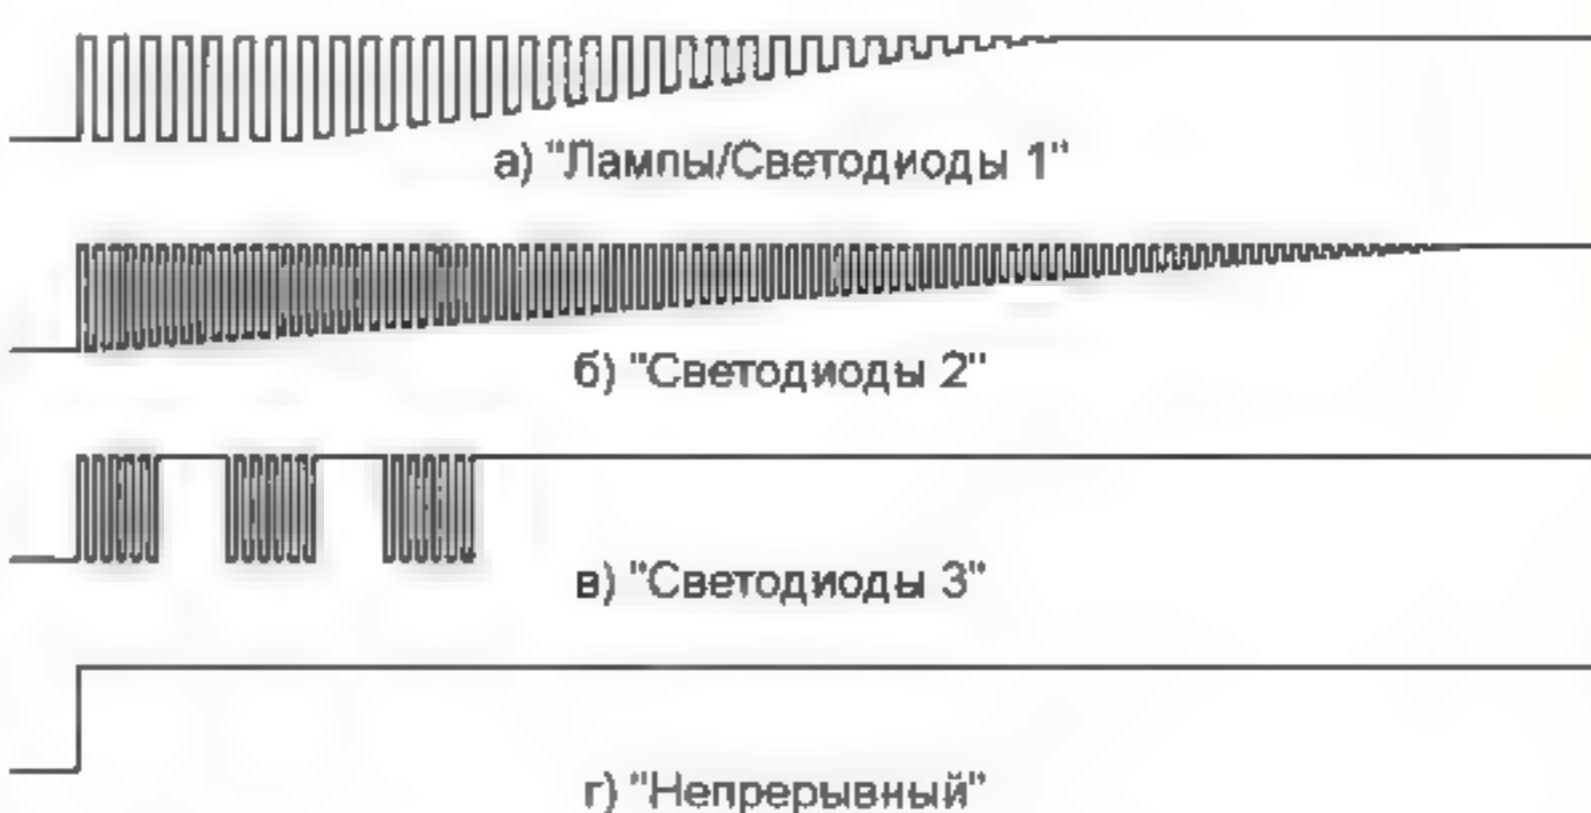 а) "Лампы/Светодиоды 1"
б) "Светодиоды 2"
в) "Светодиоды 3"
г) "Непрерывный"